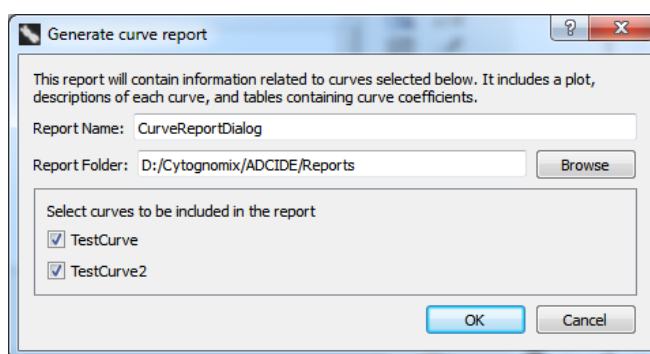 Generate curve report
This report will contain information related to curves selected below. It includes a plot,
descriptions of each curve, and tables containing curve coefficients.
Report Name: CurveReportDialog
Report Folder: D:/Cytognomix/ADCIDE/Reports Browse
Select curves to be included in the report
TestCurve
TestCurve2
OK Cancel